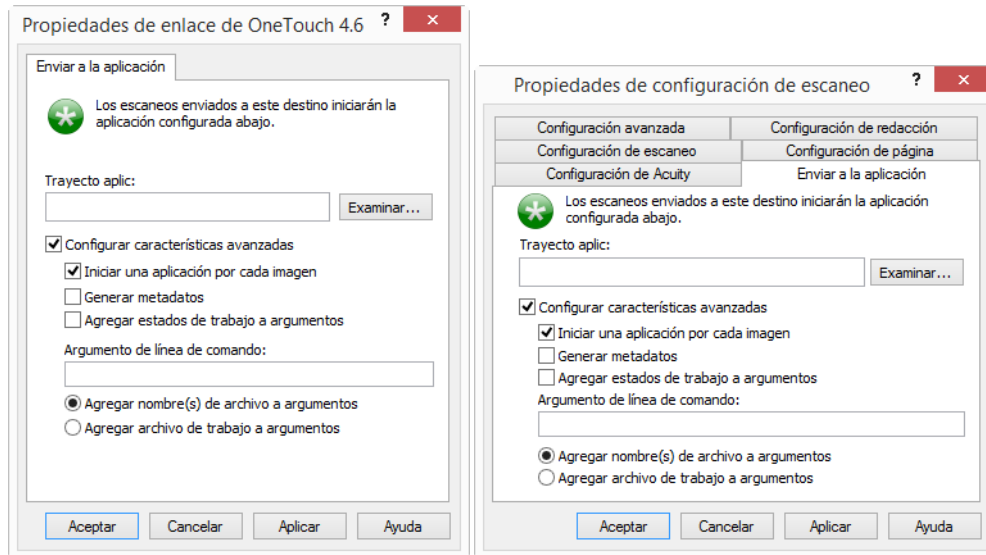 Propiedades de enlace de OneTouch 4.6
Enviar a la aplicación
Los escaneos enviados a este destino iniciarán la
aplicación configurada abajo.
Trayecto aplic:
Examinar...
Configurar características avanzadas
Iniciar una aplicación por cada imagen
Generar metadatos
Agregar estados de trabajo a argumentos
Argumento de línea de comando:
Agregar nombre(s) de archivo a argumentos
Agregar archivo de trabajo a argumentos
Aceptar Cancelar Aplicar Ayuda
Propiedades de configuración de escaneo
Configuración avanzada Configuración de redacción
Configuración de escaneo Configuración de página
Configuración de Acuity Enviar a la aplicación
Los escaneos enviados a este destino iniciarán la aplicación
configurada abajo.
Trayecto aplic:
Examinar...
Configurar características avanzadas
Iniciar una aplicación por cada imagen
Generar metadatos
Agregar estados de trabajo a argumentos
Argumento de línea de comando:
Agregar nombre(s) de archivo a argumentos
Agregar archivo de trabajo a argumentos
Aceptar Cancelar Aplicar Ayuda